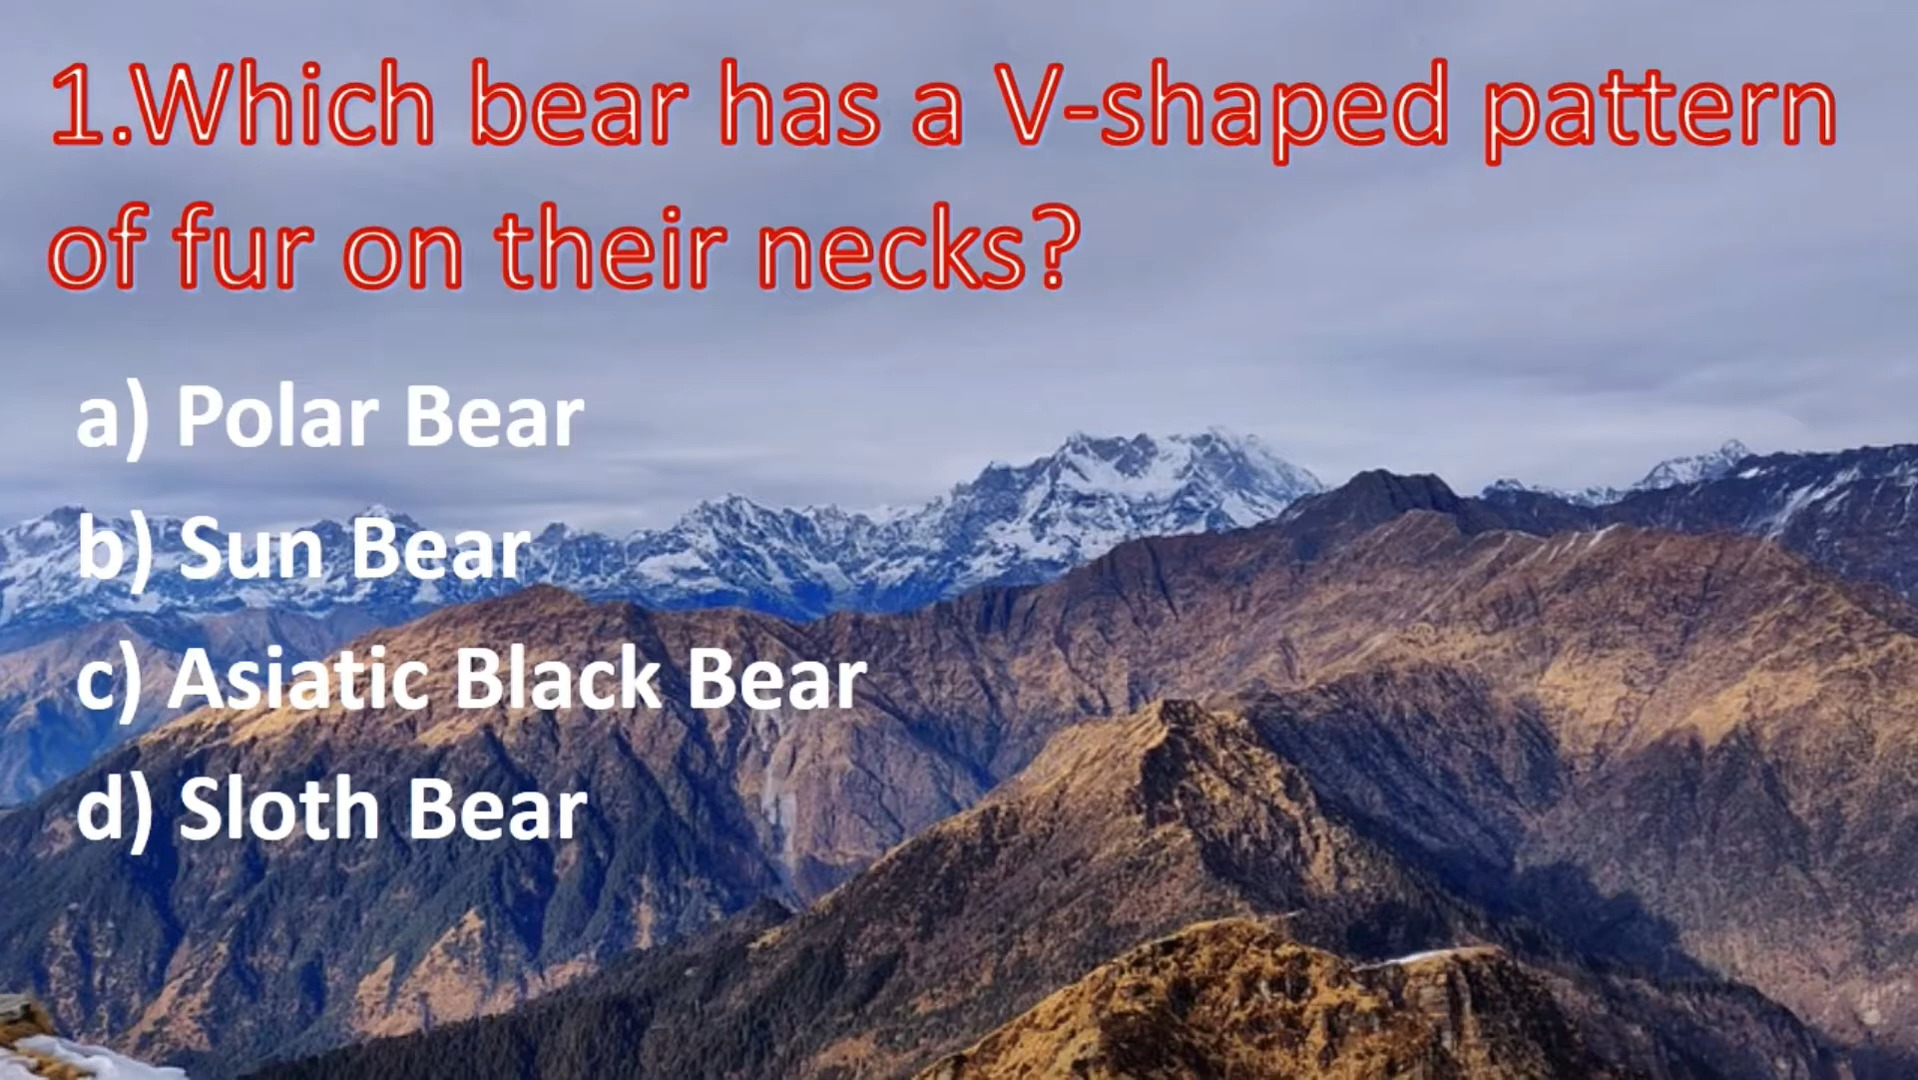 1.Which bear has a V-shaped pattern
of fur on their necks?
a) Polar Bear
b) Sun Bear
c) Asiatic Black Bear
d) Sloth Bear